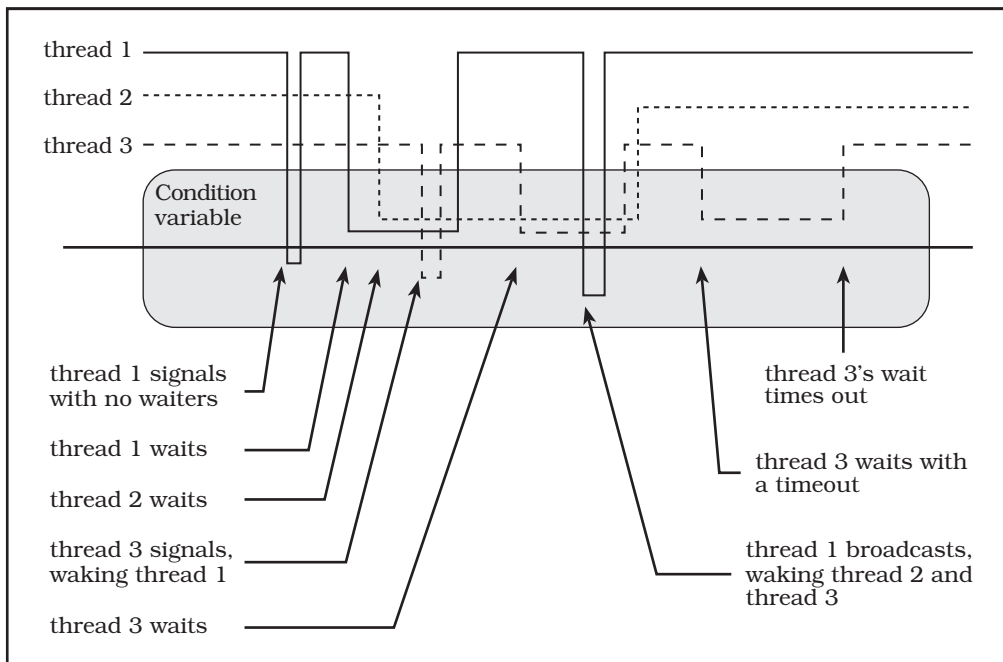 thread 1
thread 2
thread 3
Condition
variable
thread 1 signals
with no waiters
thread 1 waits
thread 2 waits
thread 3 signals,
waking thread 1
thread 3 waits
thread 3’s wait
times out
thread 3 waits with
a timeout
thread 1 broadcasts,
waking thread 2 and
thread 3